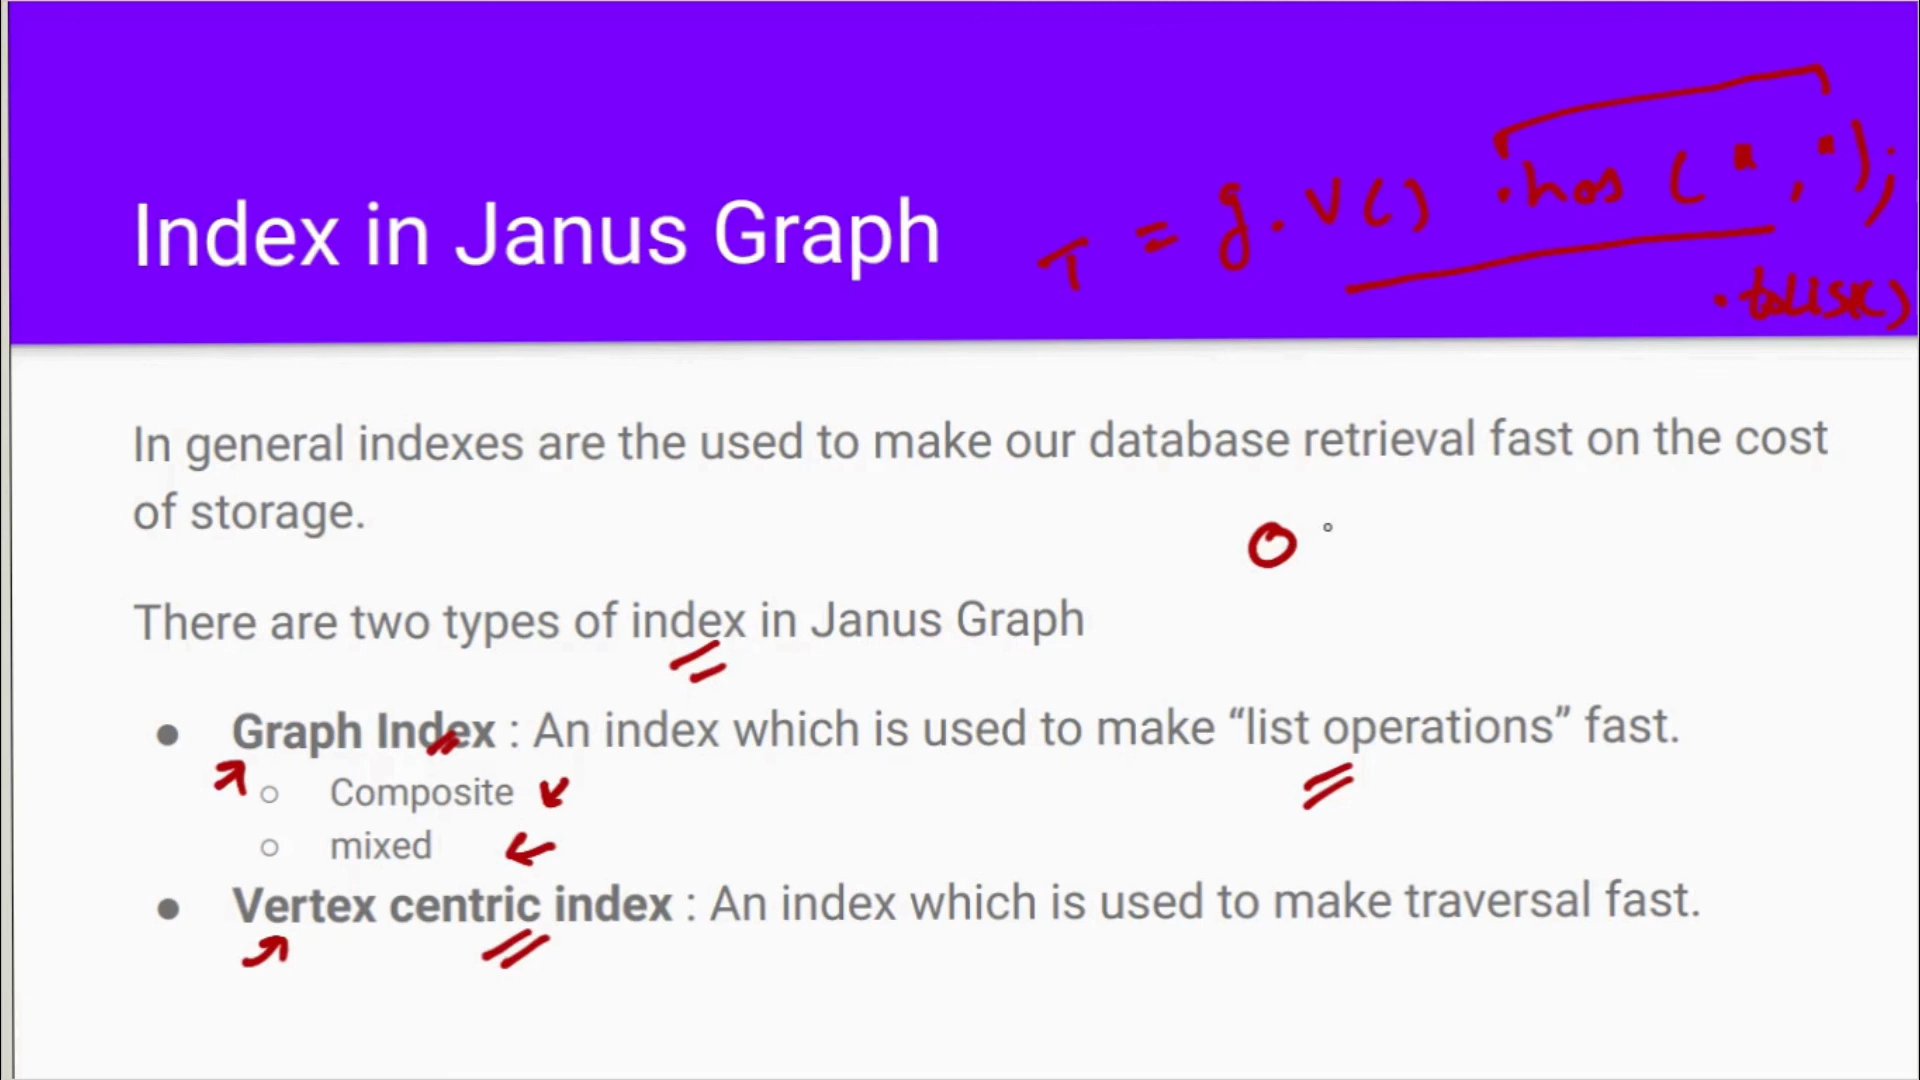 Index in Janus Graph
T = g.V() .has ( " , " ) ;
.toList()
In general indexes are the used to make our database retrieval fast on the cost
of storage.
There are two types of index in Janus Graph
● Graph Index : An index which is used to make “list operations” fast.
○ Composite
○ mixed
● Vertex centric index : An index which is used to make traversal fast.